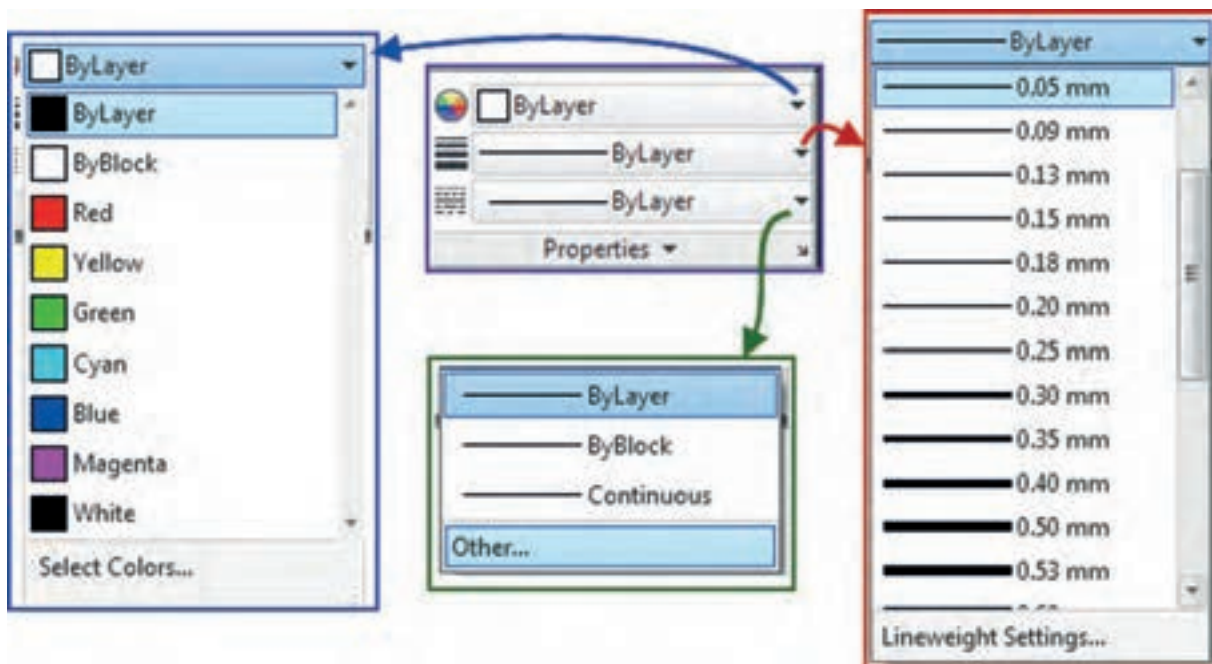 ByLayer
ByLayer
ByBlock
Red
Yellow
Green
Cyan
Blue
Magenta
White
Select Colors...
ByLayer
ByLayer
ByLayer
Properties
ByLayer
ByBlock
Continuous
Other...
ByLayer
0.05 mm
0.09 mm
0.13 mm
0.15 mm
0.18 mm
0.20 mm
0.25 mm
0.30 mm
0.35 mm
0.40 mm
0.50 mm
0.53 mm
Lineweight Settings...